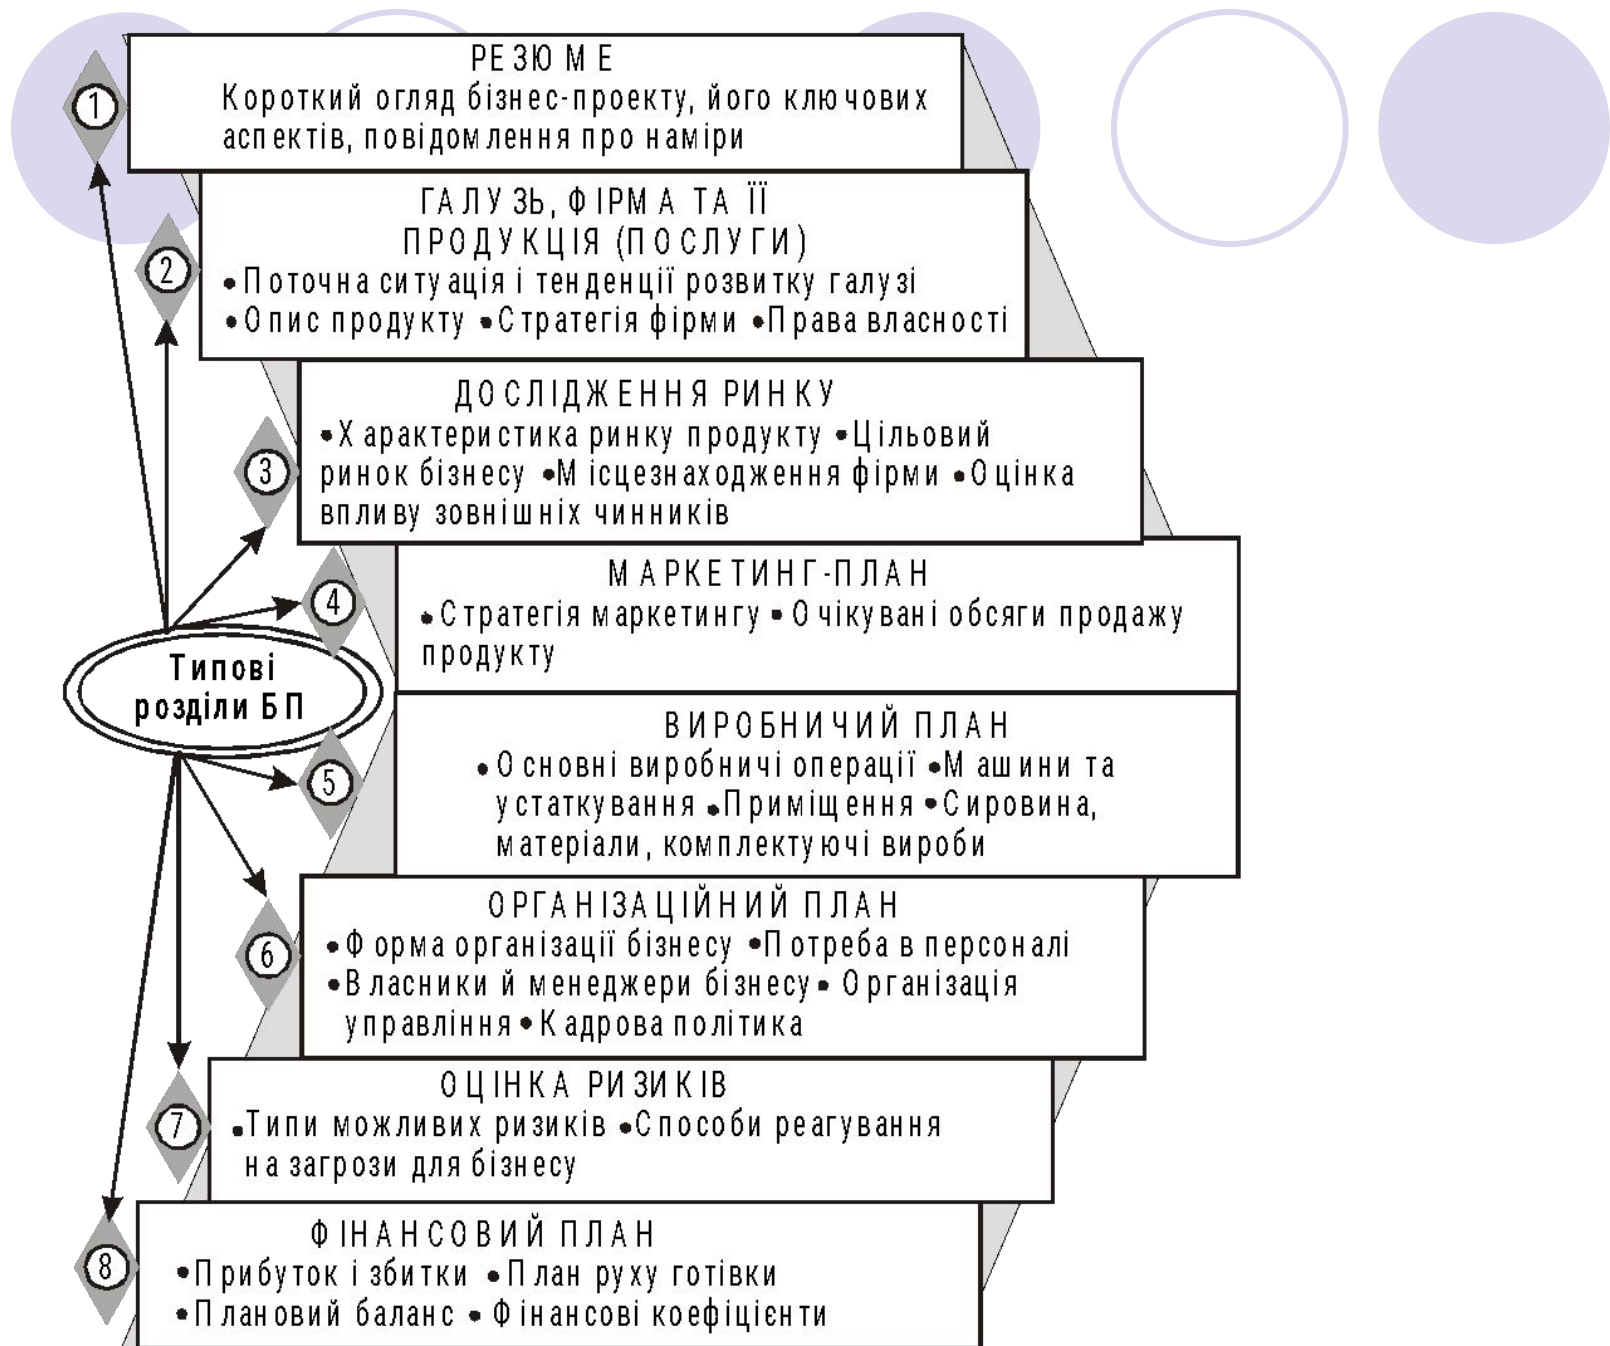 1
РЕЗЮМЕ
Короткий огляд бізнес-проекту, його ключових
аспектів, повідомлення про наміри
2
ГАЛУЗЬ, ФІРМА ТА ЇЇ
ПРОДУКЦІЯ (ПОСЛУГИ)
•Поточна ситуація і тенденції розвитку галузі
•Опис продукту •Стратегія фірми •Права власності
3
ДОСЛІДЖЕННЯ РИНКУ
•Характеристика ринку продукту •Цільовий
ринок бізнесу •Місцезнаходження фірми •Оцінка
впливу зовнішніх чинників
4
МАРКЕТИНГ-ПЛАН
•Стратегія маркетингу •Очікувані обсяги продажу
продукту
Типові
розділи БП
5
ВИРОБНИЧИЙ ПЛАН
•Основні виробничі операції •Машини та
устаткування •Приміщення •Сировина,
матеріали, комплектуючі вироби
6
ОРГАНІЗАЦІЙНИЙ ПЛАН
•Форма організації бізнесу •Потреба в персоналі
•Власники й менеджери бізнесу• Організація
управління •Кадрова політика
7
ОЦІНКА РИЗИКІВ
•Типи можливих ризиків •Способи реагування
на загрози для бізнесу
8
ФІНАНСОВИЙ ПЛАН
•Прибуток і збитки •План руху готівки
•Плановий баланс • Фінансові коефіцієнти